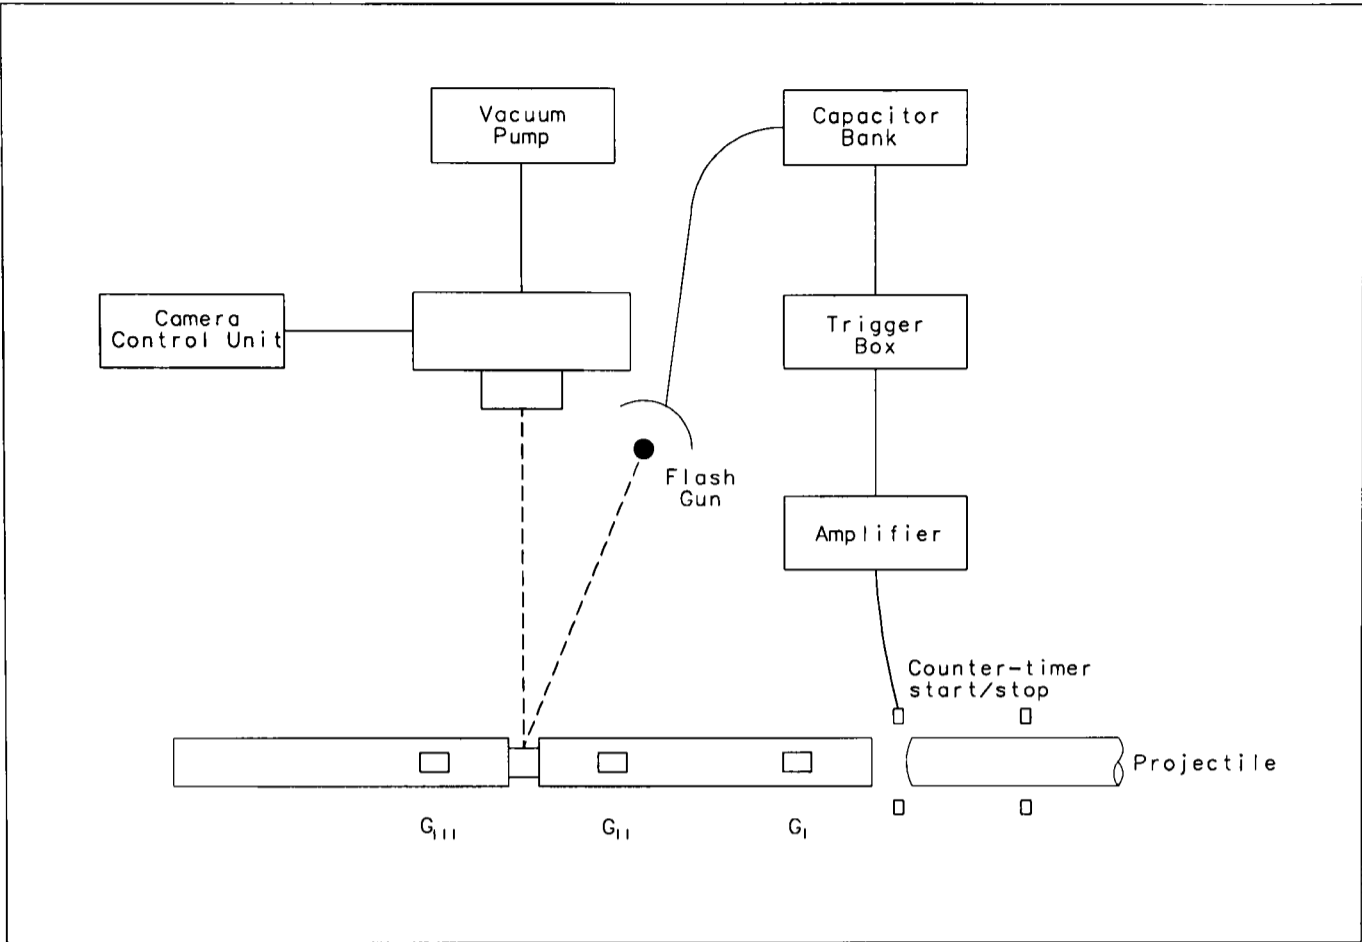 Vacuum
Pump
Capacitor
Bank
Camera
Control Unit
Trigger
Box
Flash
Gun
Amplifier
Counter-timer
start/stop
Projectile
G_III
G_II
G_I